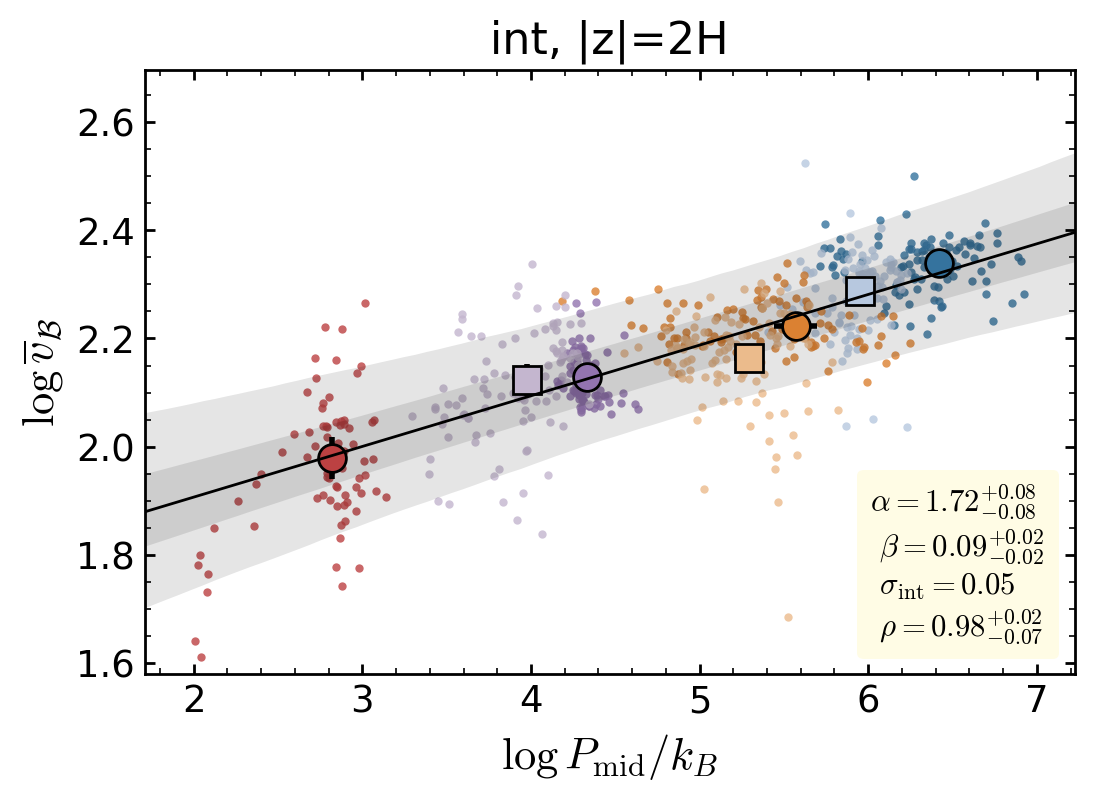 int, |z|=2H
log v̅_ℬ
2.6
2.4
2.2
2.0
1.8
1.6
α = 1.72^{+0.08}_{−0.08}
β = 0.09^{+0.02}_{−0.02}
σ_int = 0.05
ρ = 0.98^{+0.02}_{−0.07}
2 3 4 5 6 7
log P_mid/k_B